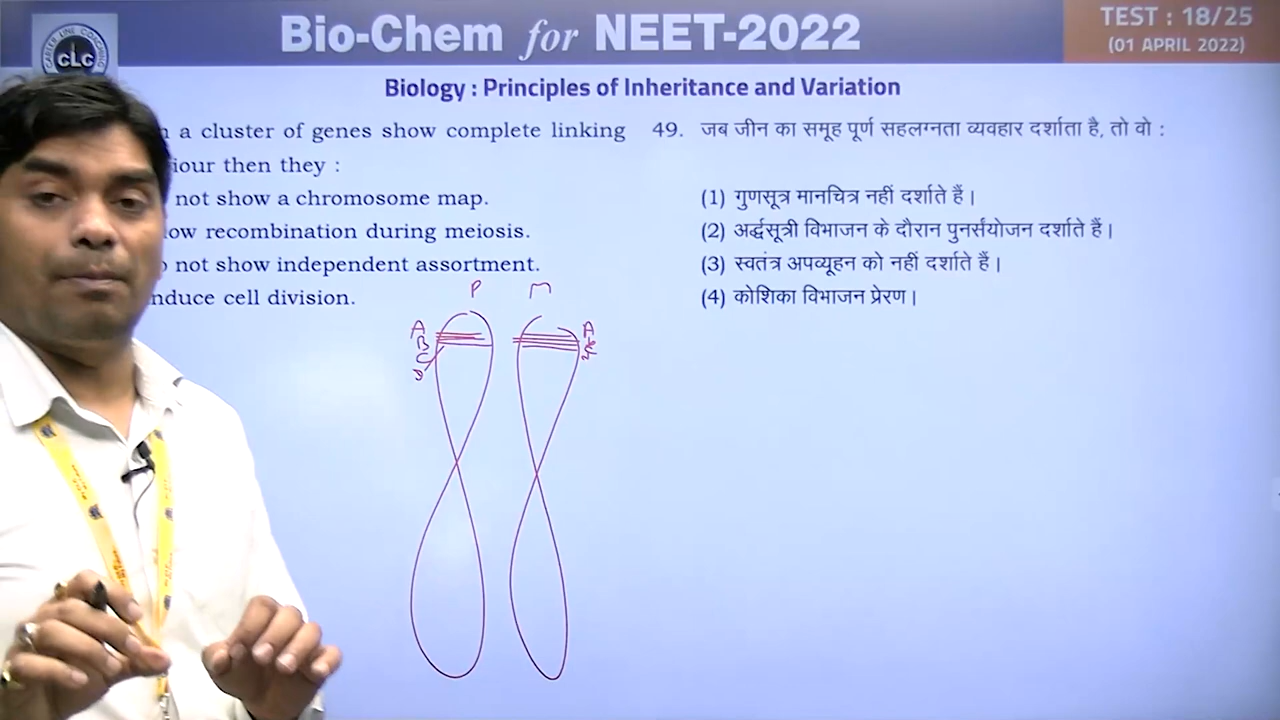 Bio-Chem for NEET-2022
TEST : 18/25
(01 APRIL 2022)
CLC
Biology : Principles of Inheritance and Variation
a cluster of genes show complete linking
then they :
not show a chromosome map.
recombination during meiosis.
not show independent assortment.
cell division.
49. जब जीन का समूह पूर्ण सहलग्नता व्यवहार दर्शाता है, तो वो :
(1) गुणसूत्र मानचित्र नहीं दर्शाते हैं।
(2) अर्द्धसूत्री विभाजन के दौरान पुनर्संयोजन दर्शाते हैं।
(3) स्वतंत्र अपव्यूहन को नहीं दर्शाते हैं।
(4) कोशिका विभाजन प्रेरण।
P M
A
B
C
A